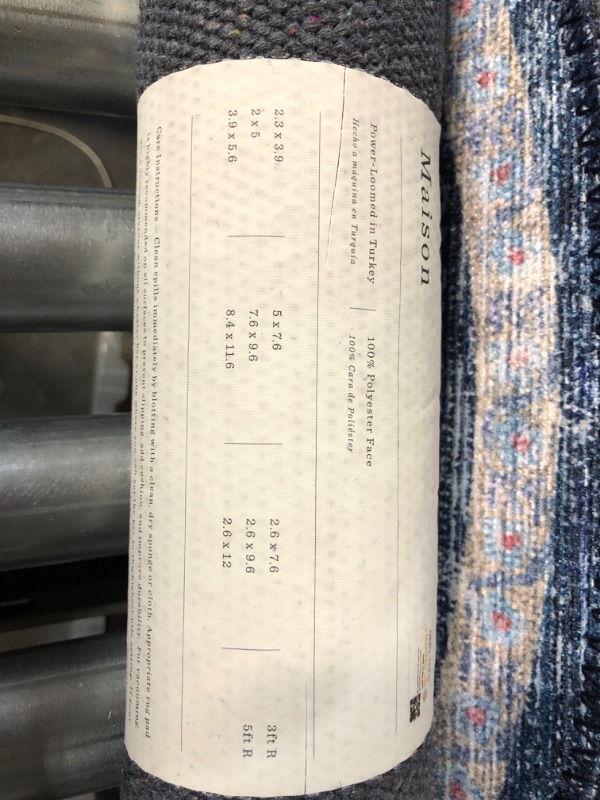 Maison
Power-Loomed in Turkey | 100% Polyester Face
Hecho a máquina en Turquía 100% Cara de Poliéster
2.3 x 3.9 5 x 7.6 2.6 x 7.6 3ft R
2 x 5 7.6 x 9.6 2.6 x 9.6 5ft R
3.9 x 5.6 8.4 x 11.6 2.6 x 12
Care Instructions – Clean spills immediately by blotting with a clean, dry sponge or cloth. Appropriate rug pad
is highly recommended on all surfaces to prevent slipping, add cushion, and improve durability. For vacuuming,